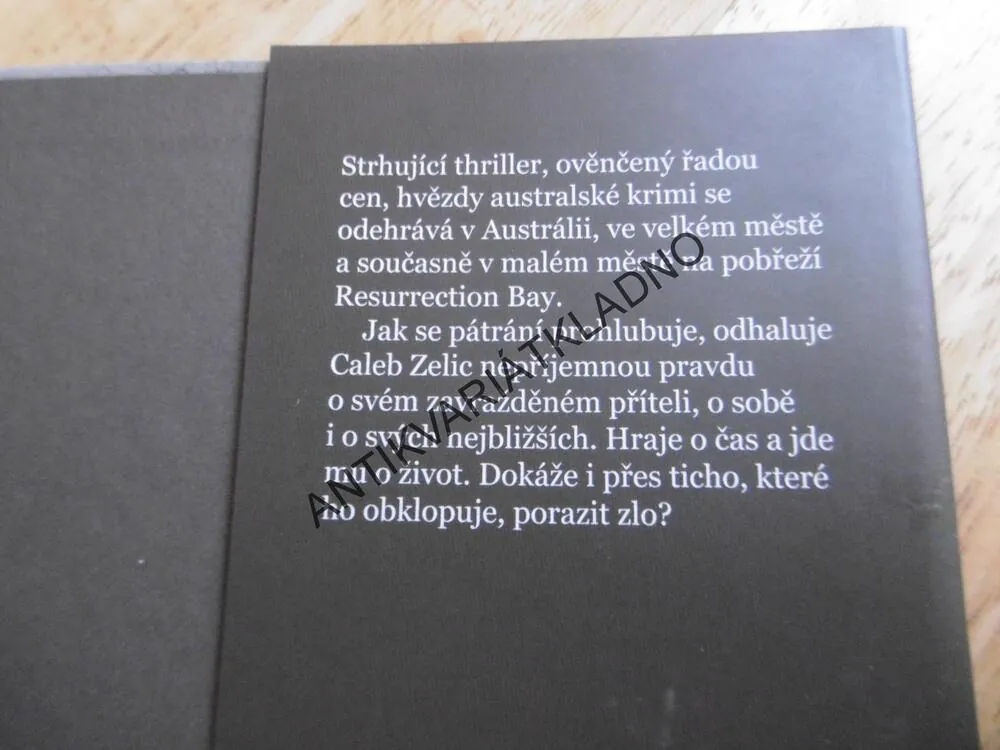 Strhující thriller, ověnčený řadou
cen, hvězdy australské krimi se
odehrává v Austrálii, ve velkém městě
a současně v malém městě na pobřeží
Resurrection Bay.
Jak se pátrání prohlubuje, odhaluje
Caleb Zelic nepříjemnou pravdu
o svém zavražděném příteli, o sobě
i o svých nejbližších. Hraje o čas a jde
mu o život. Dokáže i přes ticho, které
ho obklopuje, porazit zlo?
ANTIKVARIÁTKLADNO